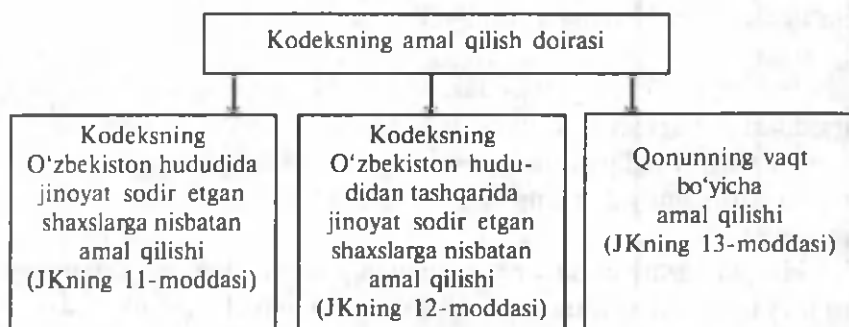 Kodeksning amal qilish doirasi
Kodeksning
O‘zbekiston hududida
jinoyat sodir etgan
shaxslarga nisbatan
amal qilishi
(JKning 11-moddasi)
Kodeksning
O‘zbekiston hudu-
didan tashqarida
jinoyat sodir etgan
shaxslarga nisbatan
amal qilishi
(JKning 12-moddasi)
Qonunning vaqt
bo‘yicha
amal qilishi
(JKning 13-moddasi)